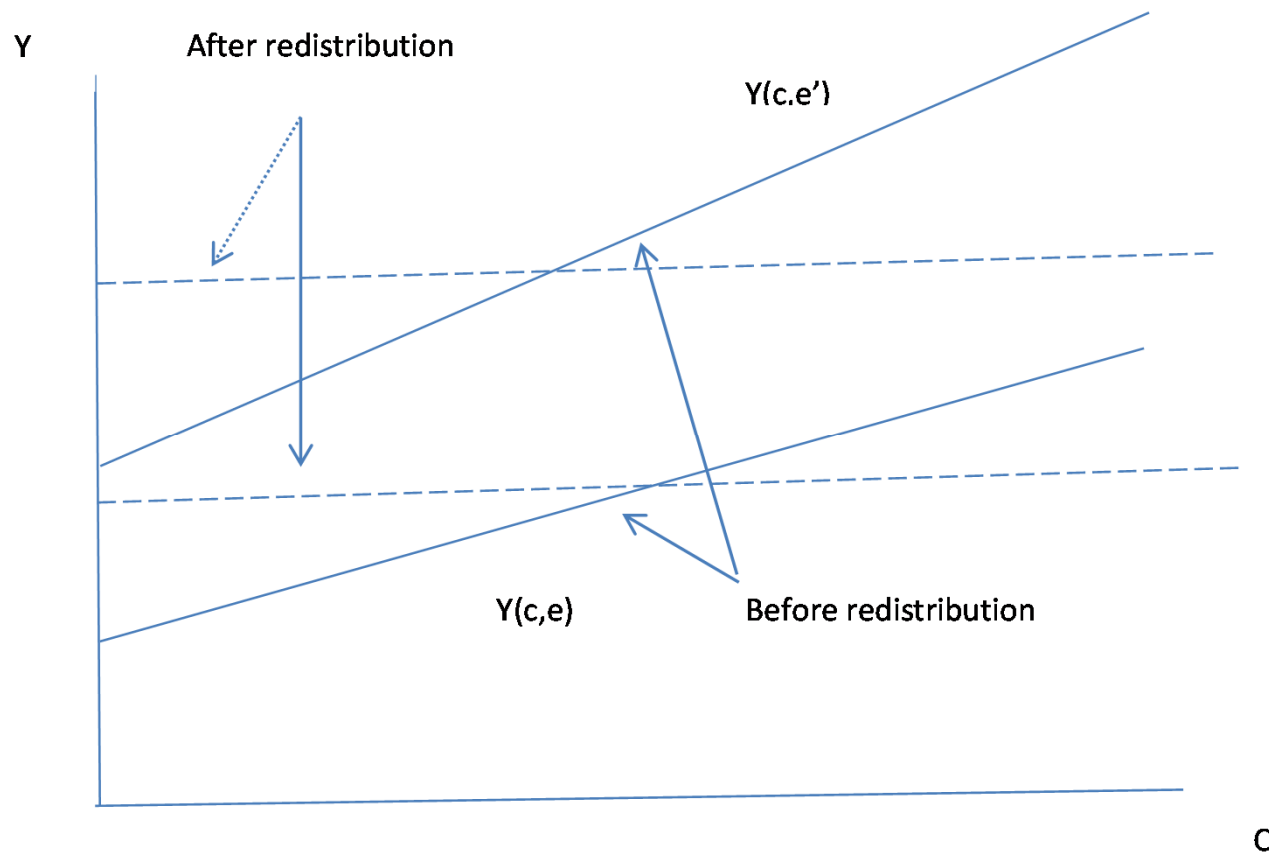 Y
After redistribution
Y(c.e’)
Y(c,e)
Before redistribution
C